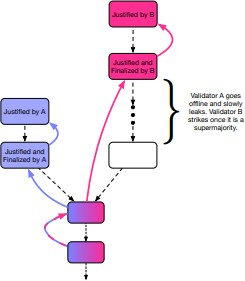 Justified by B
Justified and
Finalized by B
Validator A goes
offline and slowly
leaks. Validator B
strikes once it is a
supermajority.
Justified by A
Justified and
Finalized by A